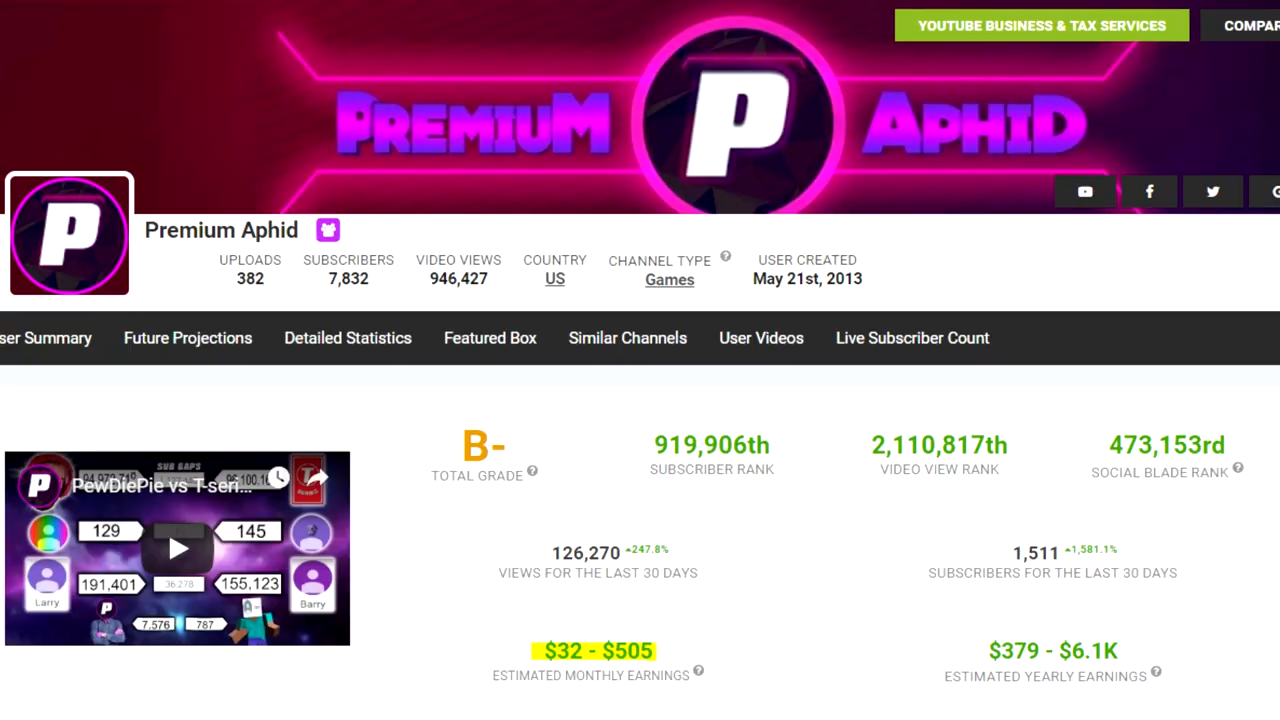 YOUTUBE BUSINESS & TAX SERVICES
COMPAR
PREMIUM P APHID
P
Premium Aphid
UPLOADS SUBSCRIBERS VIDEO VIEWS COUNTRY CHANNEL TYPE ? USER CREATED
382 7,832 946,427 US Games May 21st, 2013
ser Summary Future Projections Detailed Statistics Featured Box Similar Channels User Videos Live Subscriber Count
B- 919,906th 2,110,817th 473,153rd
TOTAL GRADE ? SUBSCRIBER RANK VIDEO VIEW RANK SOCIAL BLADE RANK ?
SUB GAPS
P PewDiePie vs T-seri...
129 145
191,401 36,278 155,123
Larry Barry
7,576 787
126,270 247.8% 1,511 1,581.1%
VIEWS FOR THE LAST 30 DAYS SUBSCRIBERS FOR THE LAST 30 DAYS
$32 - $505 $379 - $6.1K
ESTIMATED MONTHLY EARNINGS ? ESTIMATED YEARLY EARNINGS ?